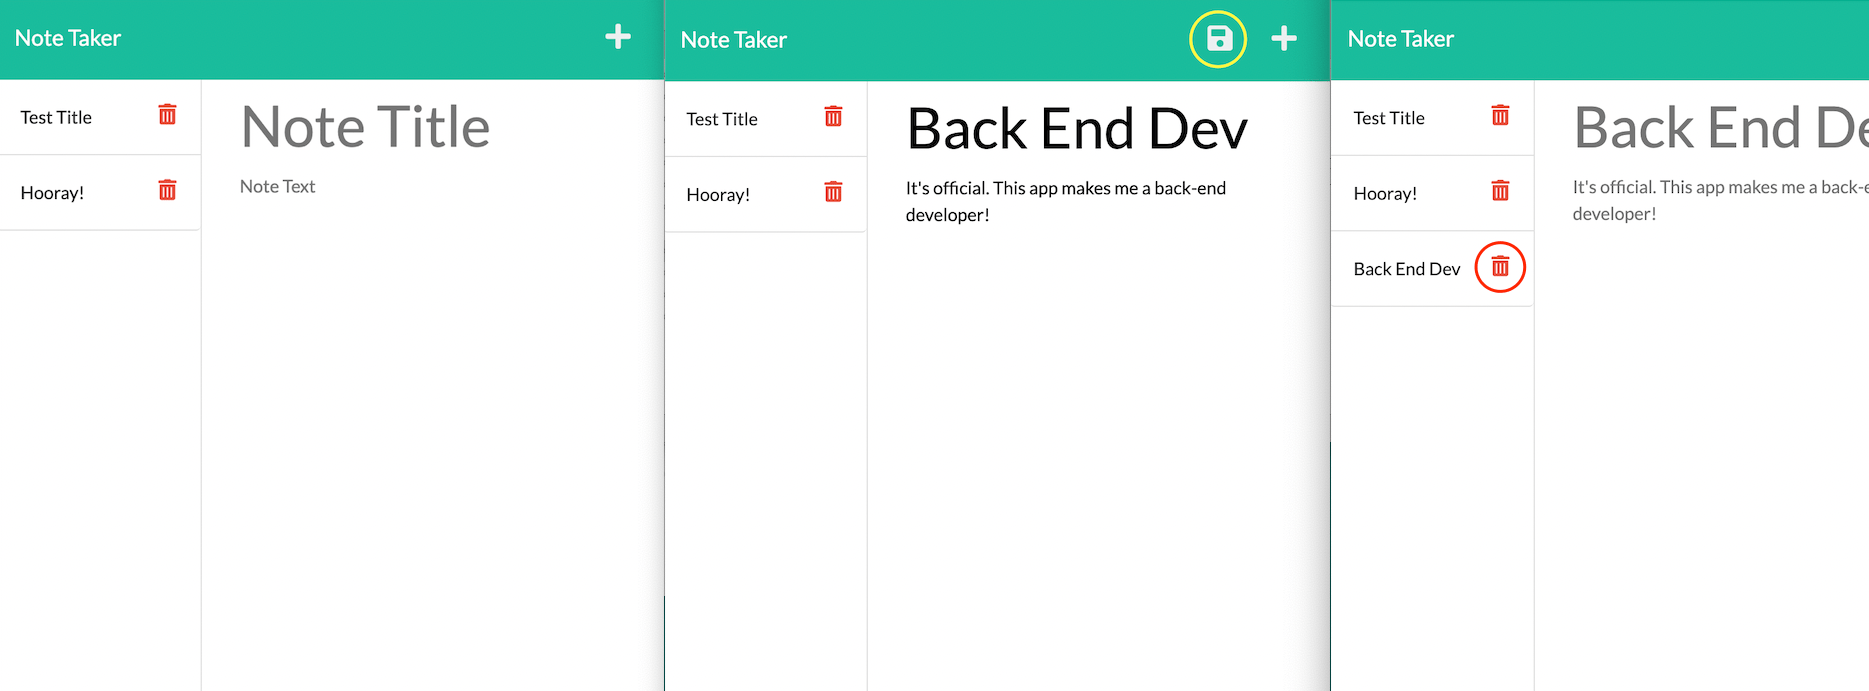 Note Taker
Test Title
Hooray!
Note Title
Note Text
Note Taker
Test Title
Hooray!
Back End Dev
It's official. This app makes me a back-end
developer!
Note Taker
Test Title
Hooray!
Back End Dev
Back End De
It's official. This app makes me a back-e
developer!